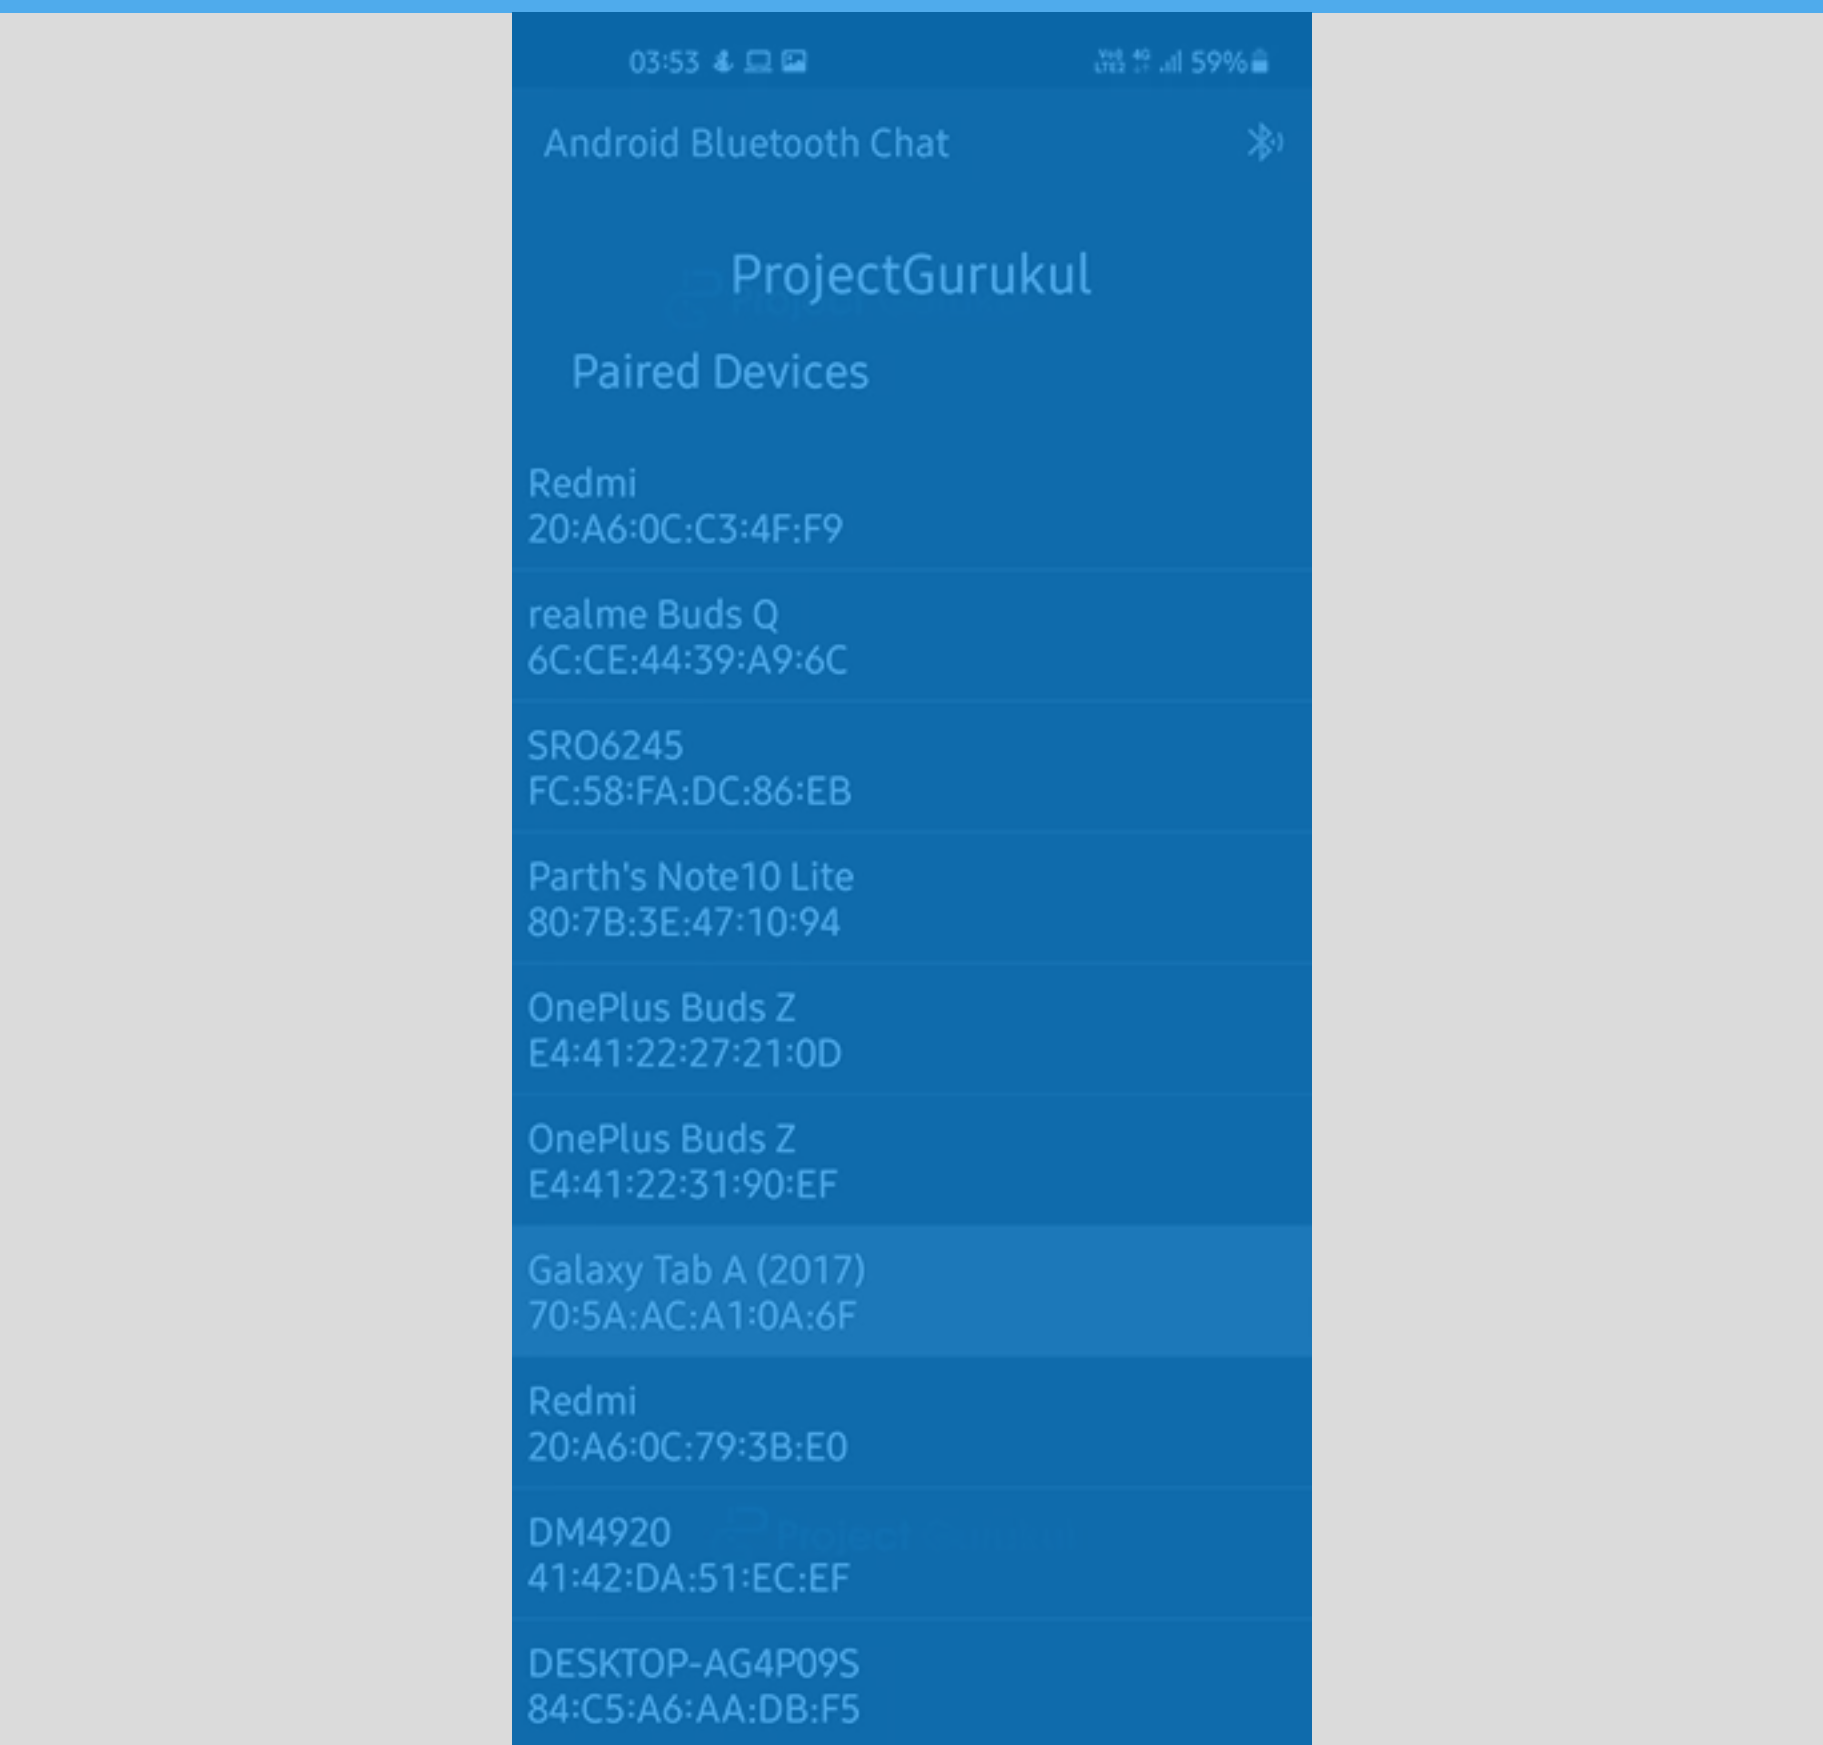 03:53 59%
Android Bluetooth Chat
ProjectGurukul
Paired Devices
Redmi
20:A6:0C:C3:4F:F9
realme Buds Q
6C:CE:44:39:A9:6C
SRO6245
FC:58:FA:DC:86:EB
Parth's Note10 Lite
80:7B:3E:47:10:94
OnePlus Buds Z
E4:41:22:27:21:0D
OnePlus Buds Z
E4:41:22:31:90:EF
Galaxy Tab A (2017)
70:5A:AC:A1:0A:6F
Redmi
20:A6:0C:79:3B:E0
DM4920
41:42:DA:51:EC:EF
DESKTOP-AG4P09S
84:C5:A6:AA:DB:F5